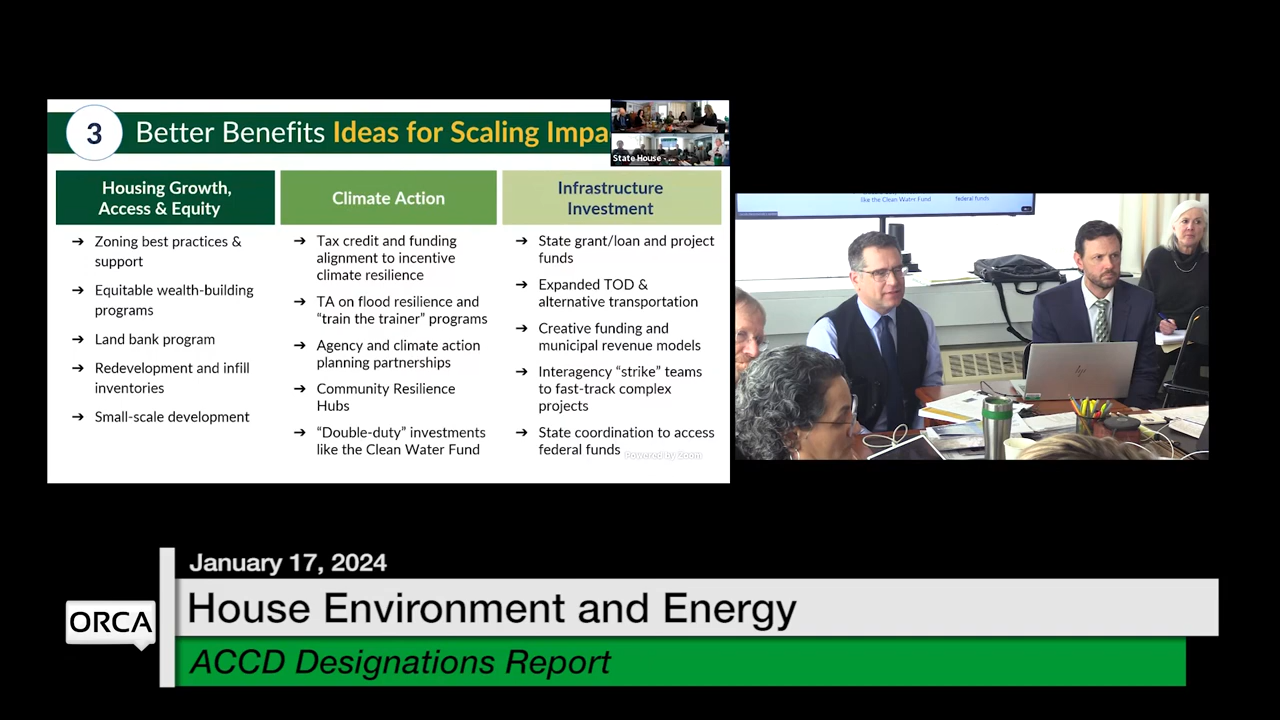 3
Better Benefits Ideas for Scaling Impa
State House - ...
Housing Growth,
Access & Equity
➔ Zoning best practices &
support
➔ Equitable wealth-building
programs
➔ Land bank program
➔ Redevelopment and infill
inventories
➔ Small-scale development
Climate Action
➔ Tax credit and funding
alignment to incentive
climate resilience
➔ TA on flood resilience and
“train the trainer” programs
➔ Agency and climate action
planning partnerships
➔ Community Resilience
Hubs
➔ “Double-duty” investments
like the Clean Water Fund
Infrastructure
Investment
➔ State grant/loan and project
funds
➔ Expanded TOD &
alternative transportation
➔ Creative funding and
municipal revenue models
➔ Interagency “strike” teams
to fast-track complex
projects
➔ State coordination to access
federal funds
Powered by Zoom
like the Clean Water Fund
federal funds
hp
January 17, 2024
House Environment and Energy
ORCA
ACCD Designations Report